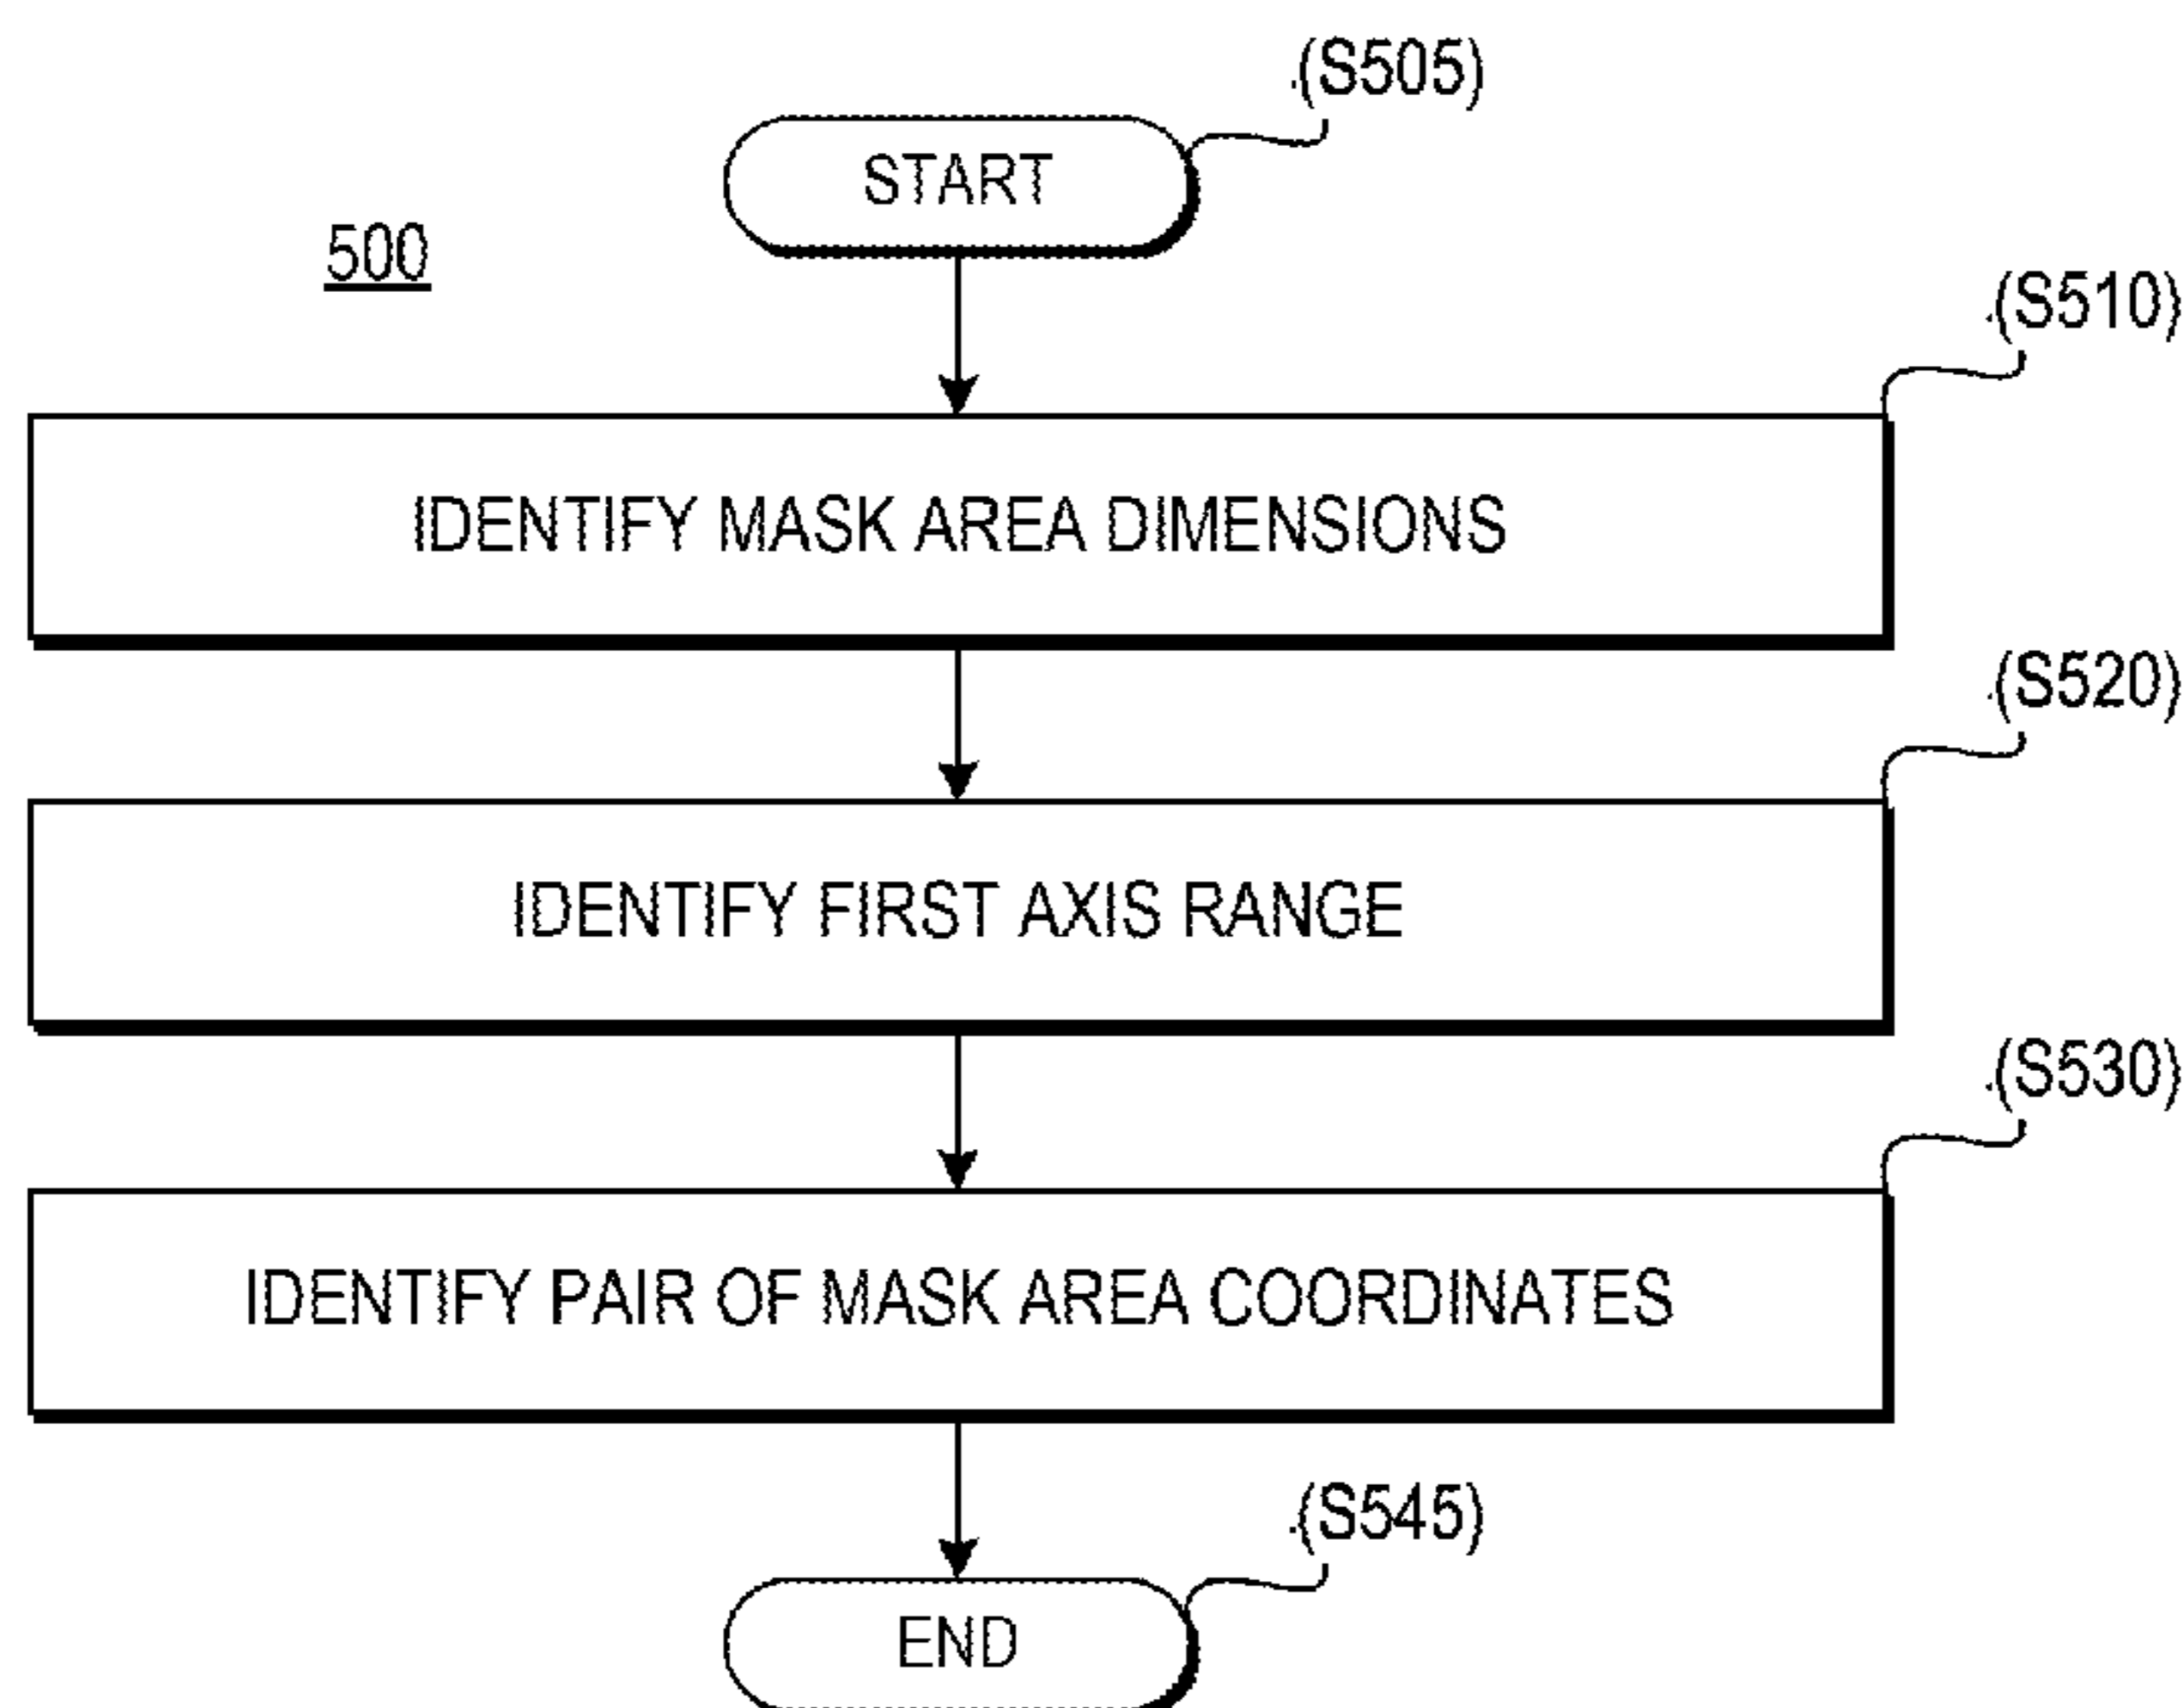 (S505)
START
500
(S510)
IDENTIFY MASK AREA DIMENSIONS
(S520)
IDENTIFY FIRST AXIS RANGE
(S530)
IDENTIFY PAIR OF MASK AREA COORDINATES
(S545)
END